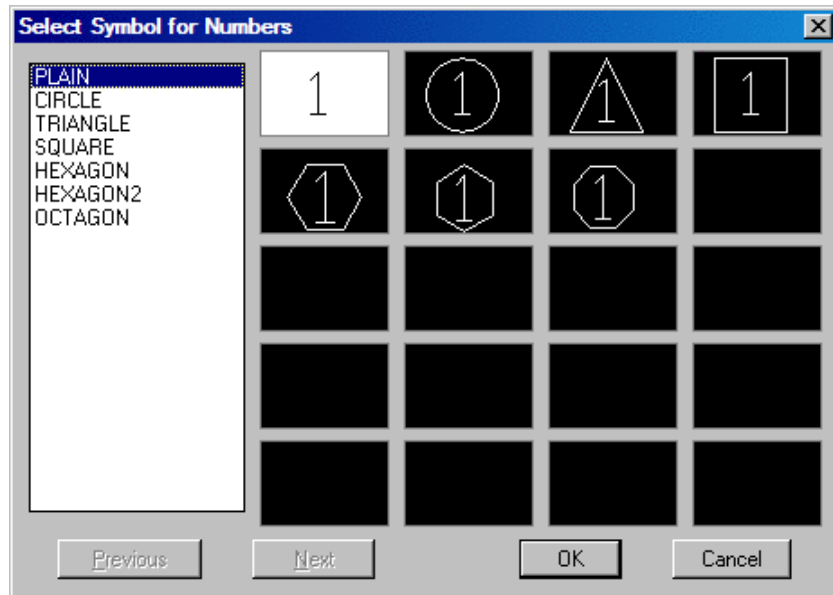 Select Symbol for Numbers
PLAIN
CIRCLE
TRIANGLE
SQUARE
HEXAGON
HEXAGON2
OCTAGON
1 1 1 1
1 1 1
Previous Next OK Cancel